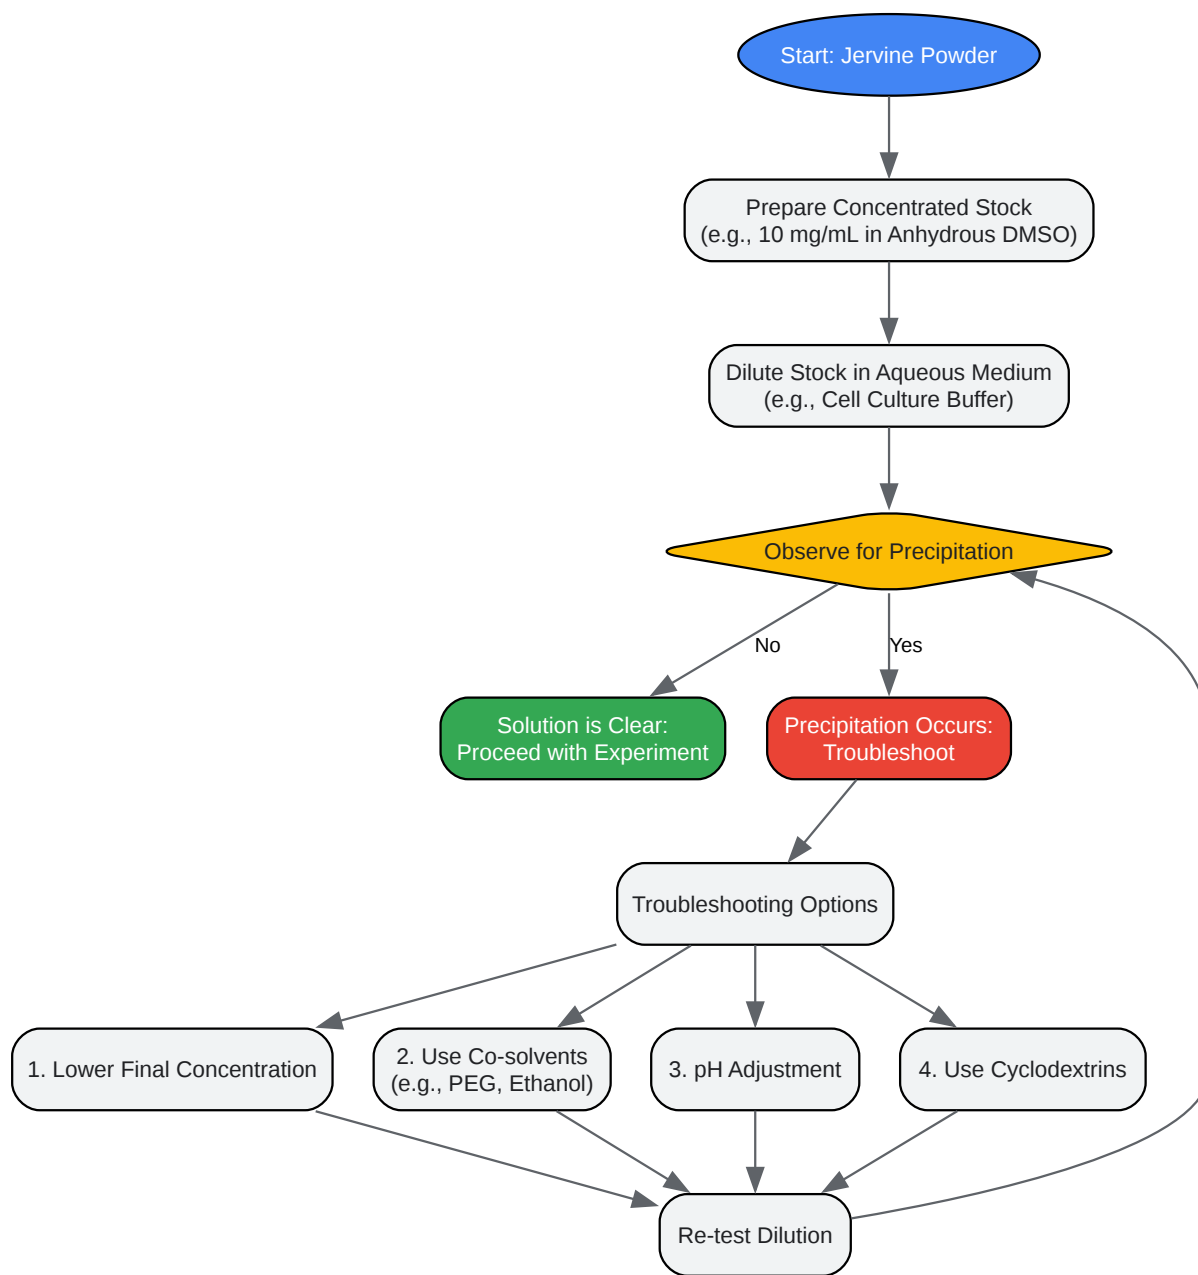 Start: Jervine Powder
Prepare Concentrated Stock
(e.g., 10 mg/mL in Anhydrous DMSO)
Dilute Stock in Aqueous Medium
(e.g., Cell Culture Buffer)
Observe for Precipitation
No
Yes
Solution is Clear:
Proceed with Experiment
Precipitation Occurs:
Troubleshoot
Troubleshooting Options
1. Lower Final Concentration
2. Use Co-solvents
(e.g., PEG, Ethanol)
3. pH Adjustment
4. Use Cyclodextrins
Re-test Dilution